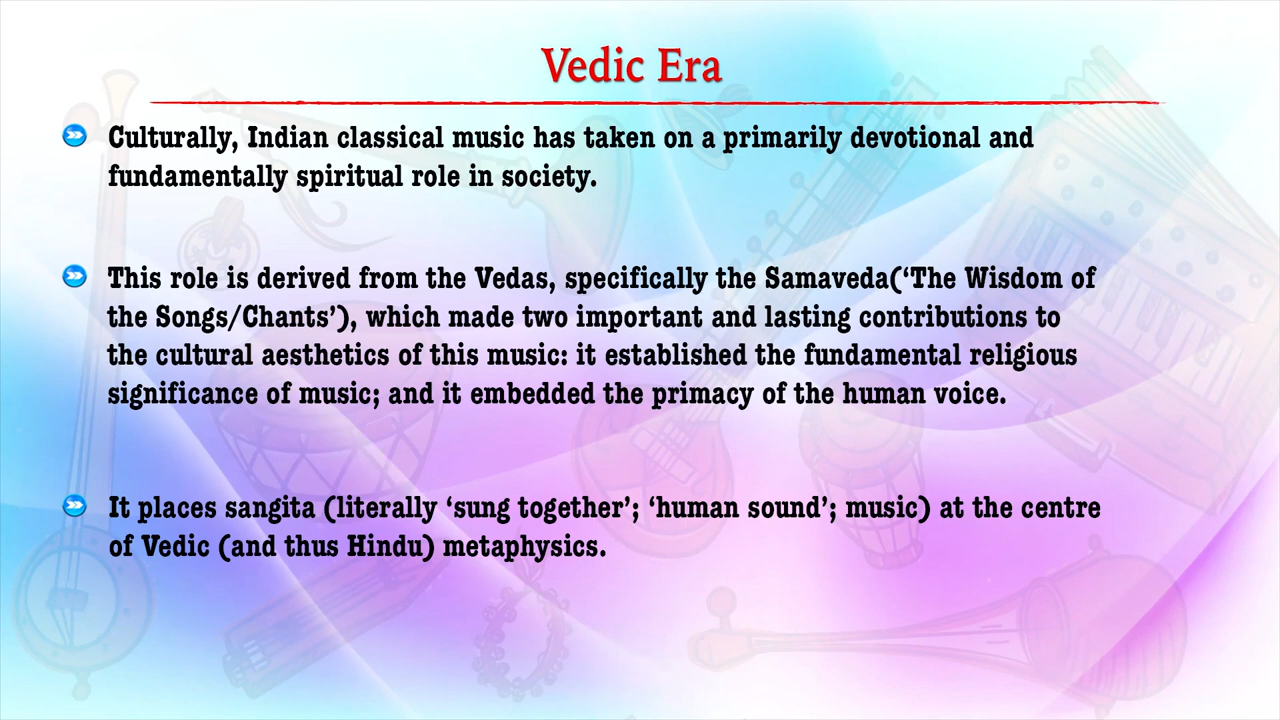 Vedic Era
Culturally, Indian classical music has taken on a primarily devotional and
fundamentally spiritual role in society.
This role is derived from the Vedas, specifically the Samaveda(‘The Wisdom of
the Songs/Chants’), which made two important and lasting contributions to
the cultural aesthetics of this music: it established the fundamental religious
significance of music; and it embedded the primacy of the human voice.
It places sangita (literally ‘sung together’; ‘human sound’; music) at the centre
of Vedic (and thus Hindu) metaphysics.